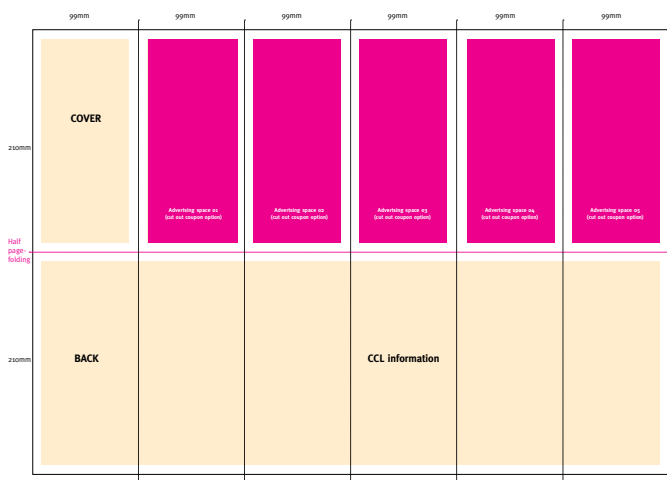 99mm 99mm 99mm 99mm 99mm 99mm
COVER
210mm
Advertising space 01
(cut out coupon option)
Advertising space 02
(cut out coupon option)
Advertising space 03
(cut out coupon option)
Advertising space 04
(cut out coupon option)
Advertising space 05
(cut out coupon option)
Half
page-
folding
210mm
BACK
CCL information